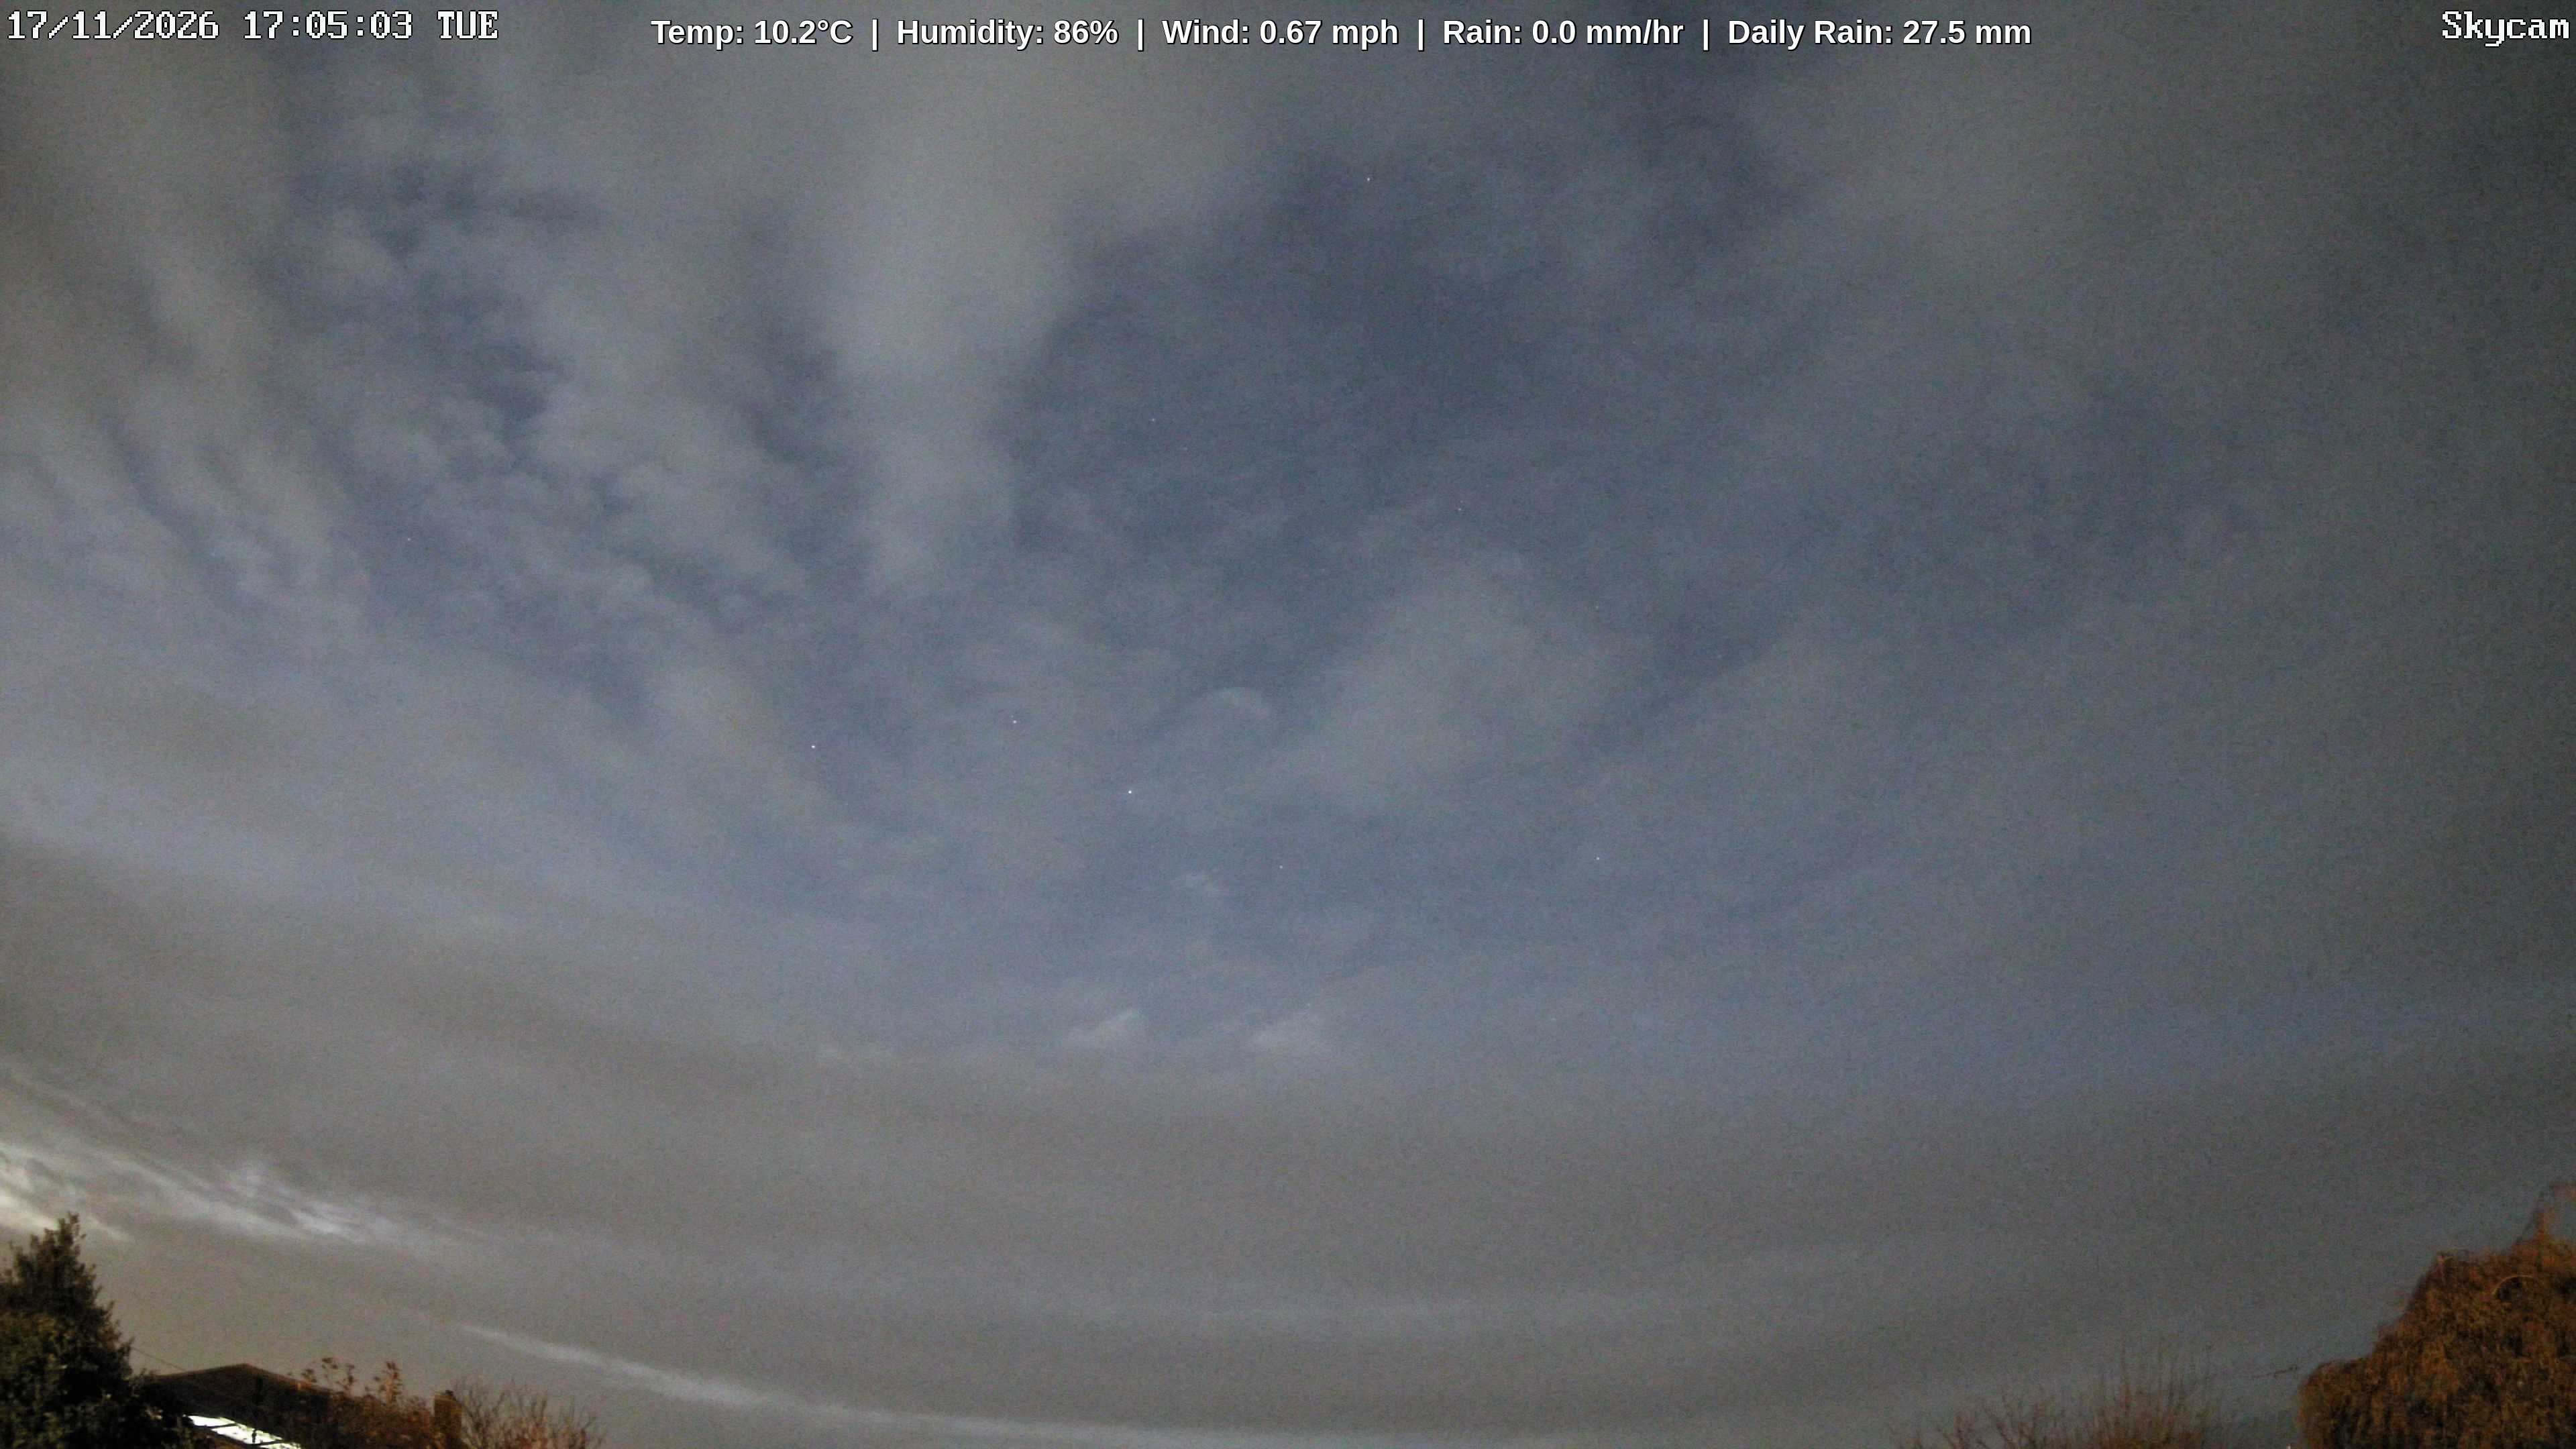 17/11/2026 17:05:03 TUE
Temp: 10.2°C | Humidity: 86% | Wind: 0.67 mph | Rain: 0.0 mm/hr | Daily Rain: 27.5 mm
Skycam